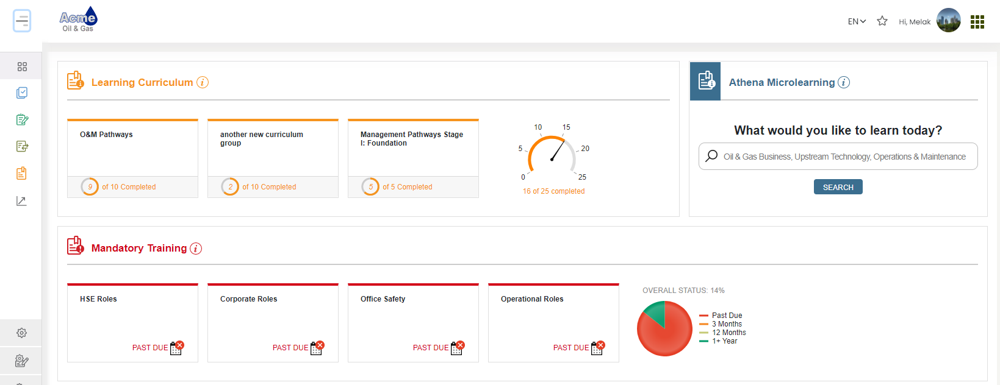 Acme
Oil & Gas
EN
Hi, Melak
Learning Curriculum i
Athena Microlearning i
O&M Pathways
9 of 10 Completed
another new curriculum
group
2 of 10 Completed
Management Pathways Stage
I: Foundation
5 of 5 Completed
0
5
10
15
20
25
16 of 25 completed
What would you like to learn today?
Oil & Gas Business, Upstream Technology, Operations & Maintenance
SEARCH
Mandatory Training i
HSE Roles
PAST DUE
Corporate Roles
PAST DUE
Office Safety
PAST DUE
Operational Roles
PAST DUE
OVERALL STATUS: 14%
Past Due
3 Months
12 Months
1+ Year